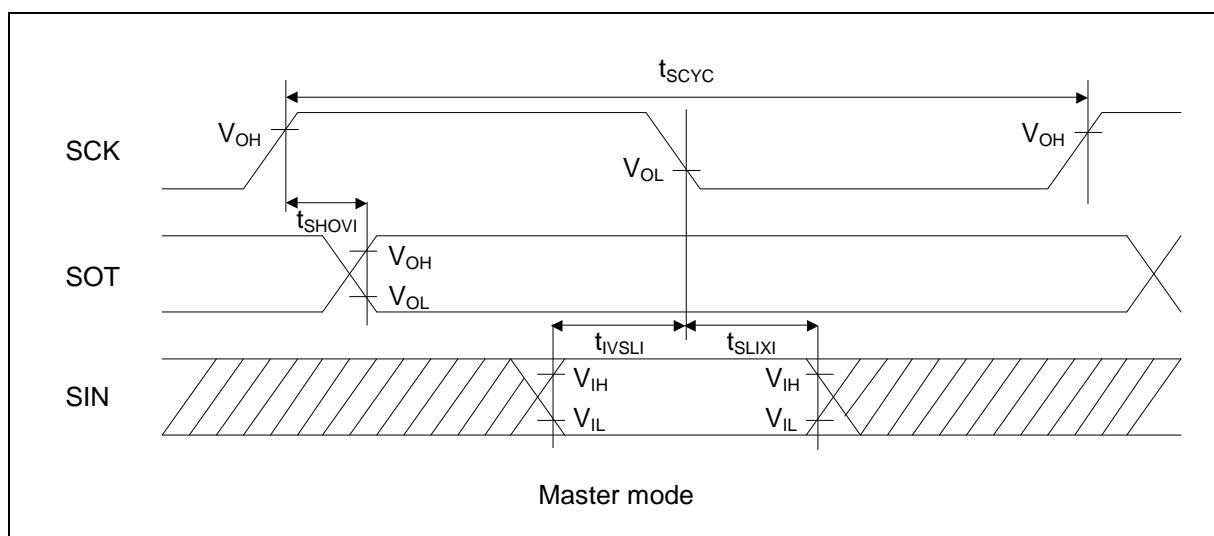 tSCYC
VOH
VOH
SCK
VOL
tSHOVI
VOH
SOT
VOL
tIVSLI
tSLIXI
VIH
VIH
SIN
VIL
VIL
Master mode